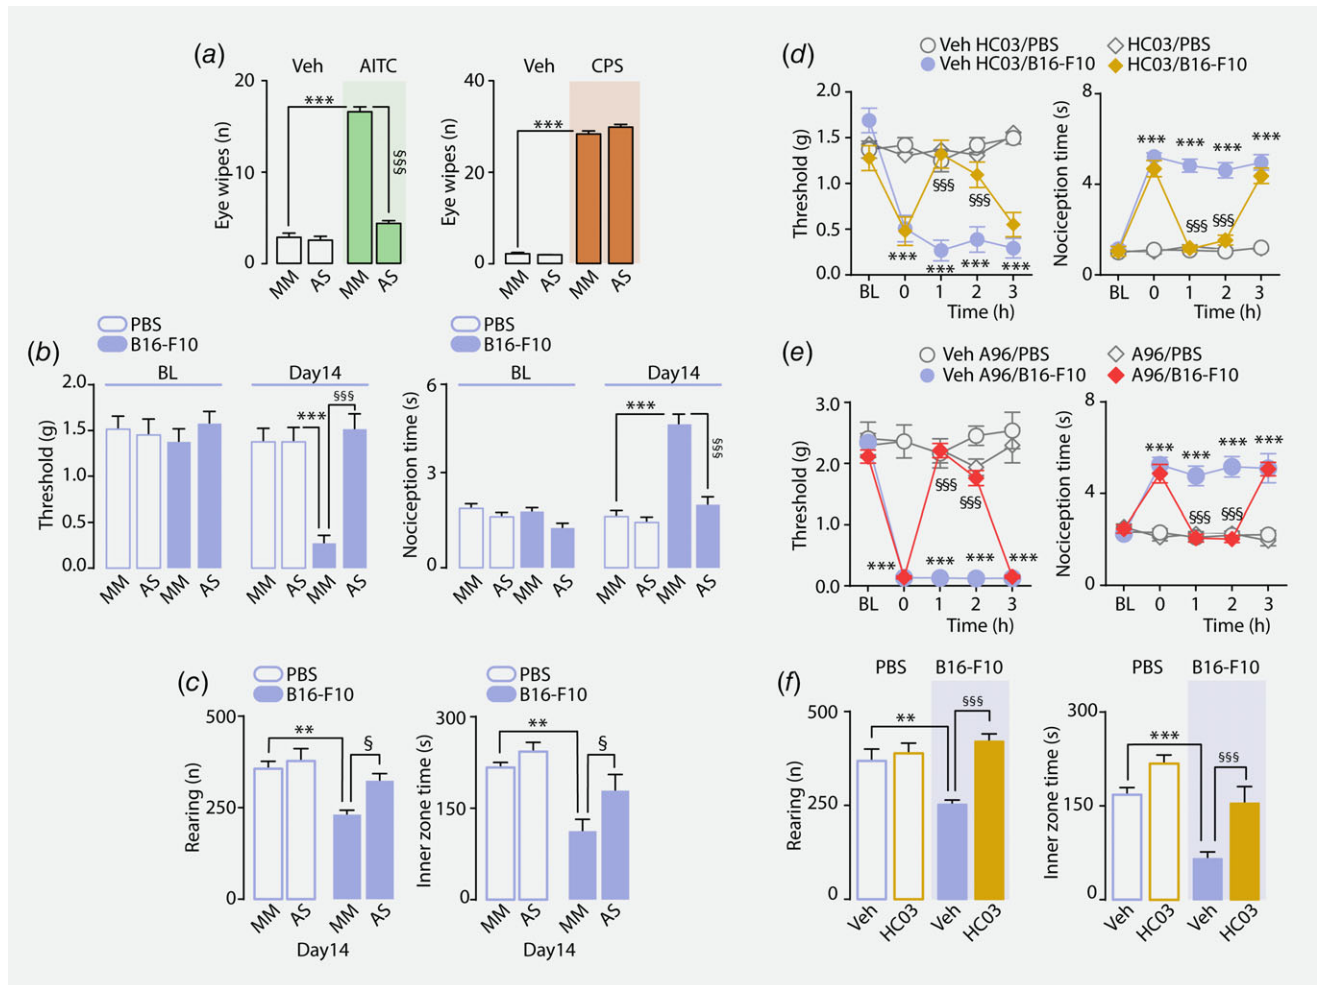 (a)
Veh AITC
Eye wipes (n)
20
10
0
***
§§§
MM AS MM AS
Veh CPS
Eye wipes (n)
40
20
0
***
MM AS MM AS
(b)
PBS
B16-F10
BL Day14
Threshold (g)
2.0
1.5
1.0
0.5
0.0
***
§§§
MM AS MM AS MM AS MM AS
PBS
B16-F10
BL Day14
Nociception time (s)
6
3
0
***
§§§
MM AS MM AS MM AS MM AS
(c)
PBS
B16-F10
Rearing (n)
500
250
0
**
§
MM AS MM AS
Day14
PBS
B16-F10
Inner zone time (s)
300
150
0
**
§
MM AS MM AS
Day14
(d)
Veh HC03/PBS HC03/PBS
Veh HC03/B16-F10 HC03/B16-F10
Threshold (g)
2.0
1.5
1.0
0.5
0.0
§§§
§§§
*** *** *** ***
BL 0 1 2 3
Time (h)
Nociception time (s)
8
4
0
*** *** *** ***
§§§ §§§
BL 0 1 2 3
Time (h)
(e)
Veh A96/PBS A96/PBS
Veh A96/B16-F10 A96/B16-F10
Threshold (g)
3.0
2.0
1.0
0.0
§§§
§§§
*** *** *** ***
BL 0 1 2 3
Time (h)
Nociception time (s)
8
4
0
*** *** *** ***
§§§ §§§
BL 0 1 2 3
Time (h)
(f)
PBS B16-F10
Rearing (n)
500
250
0
**
§§§
Veh HC03 Veh HC03
PBS B16-F10
Inner zone time (s)
300
150
0
***
§§§
Veh HC03 Veh HC03